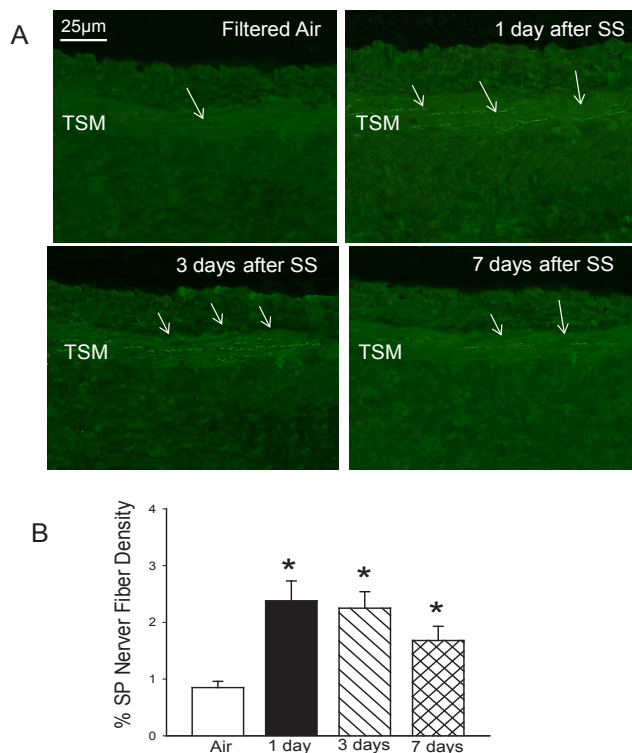 A
25μm
Filtered Air
TSM
1 day after SS
3 days after SS
TSM
7 days after SS
TSM
B
% SP Nerver Fiber Density
4
3
2
1
0
*
*
*
Air
1 day
3 days
7 days